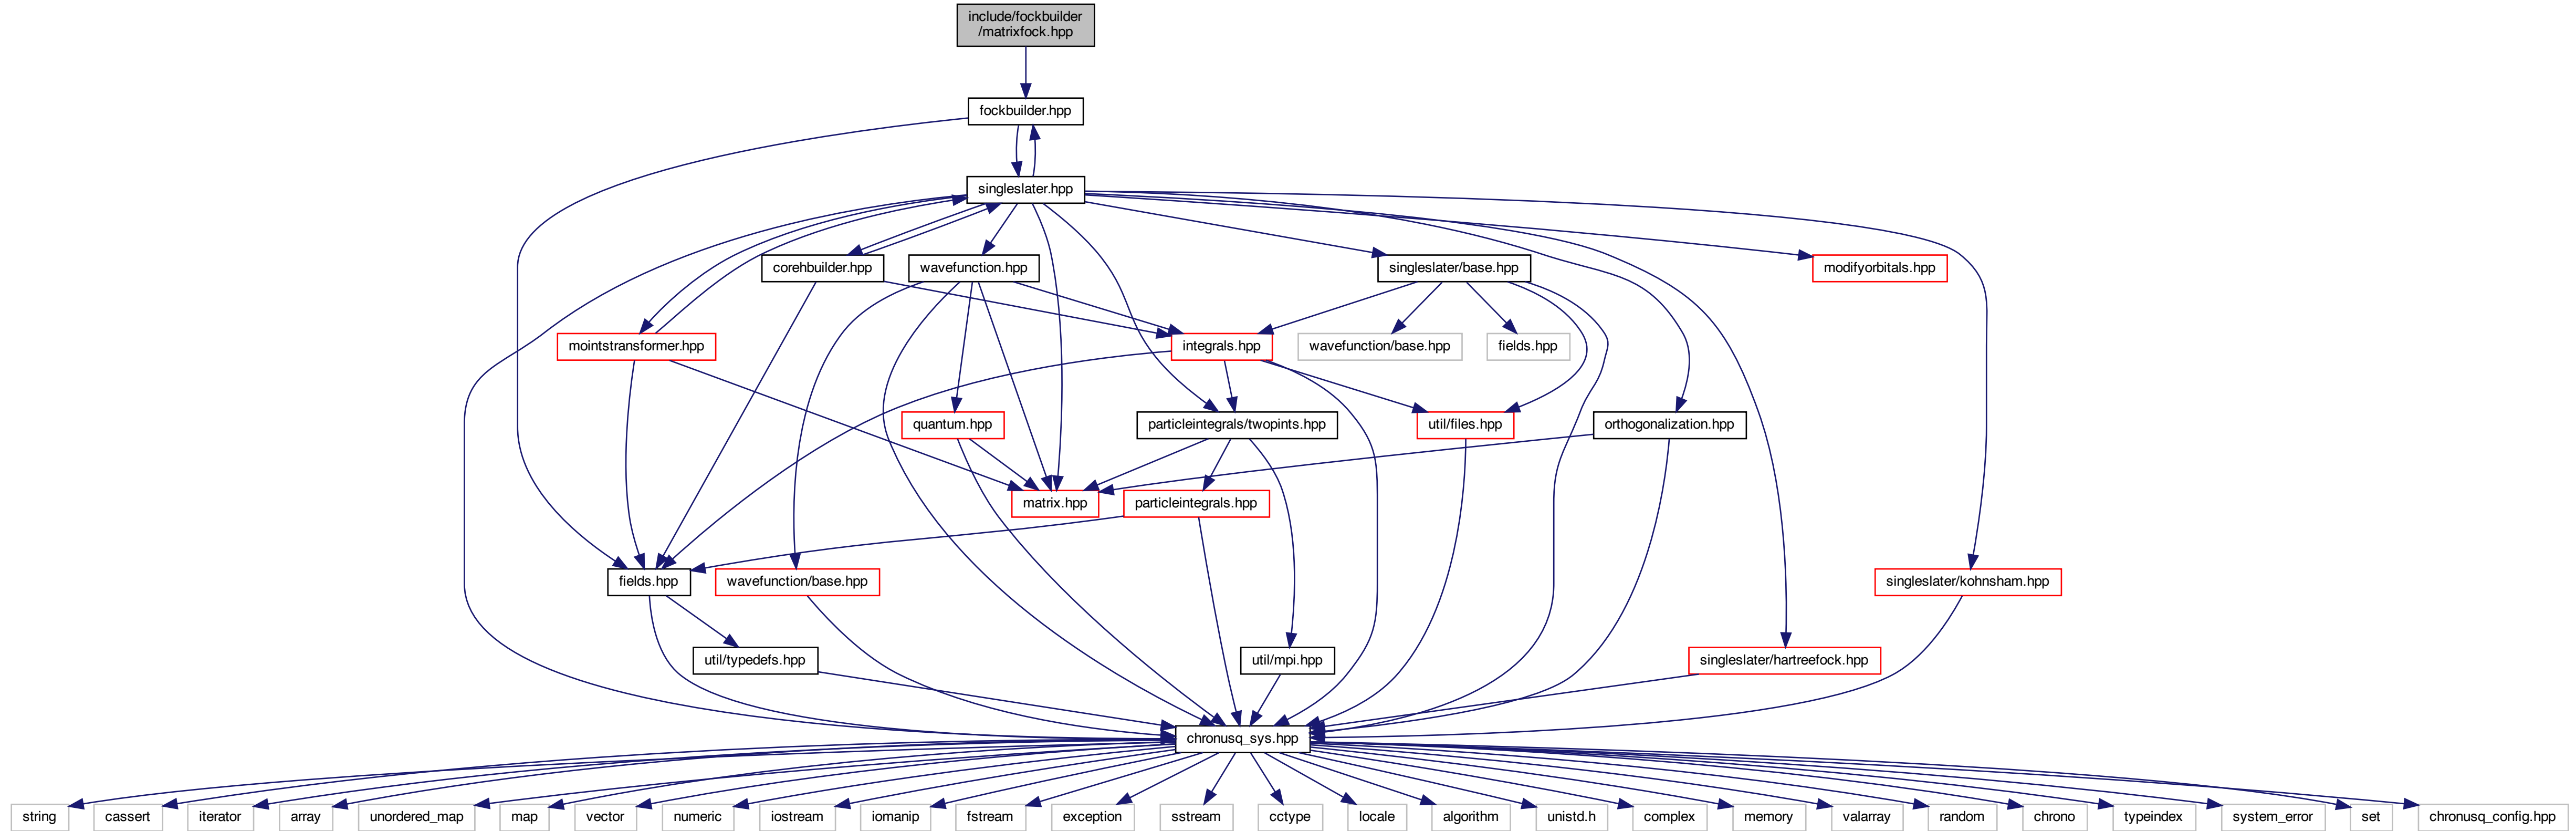 include/fockbuilder
/matrixfock.hpp
fockbuilder.hpp
singleslater.hpp
corehbuilder.hpp
wavefunction.hpp
singleslater/base.hpp
modifyorbitals.hpp
mointstransformer.hpp
integrals.hpp
wavefunction/base.hpp
fields.hpp
quantum.hpp
particleintegrals/twopints.hpp
util/files.hpp
orthogonalization.hpp
matrix.hpp
particleintegrals.hpp
fields.hpp
wavefunction/base.hpp
singleslater/kohnsham.hpp
util/typedefs.hpp
util/mpi.hpp
singleslater/hartreefock.hpp
chronusq_sys.hpp
string
cassert
iterator
array
unordered_map
map
vector
numeric
iostream
iomanip
fstream
exception
sstream
cctype
locale
algorithm
unistd.h
complex
memory
valarray
random
chrono
typeindex
system_error
set
chronusq_config.hpp